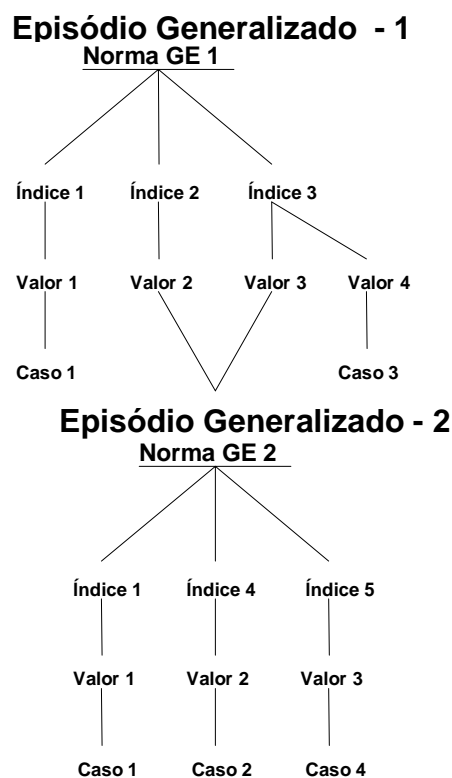 Episódio Generalizado - 1
Norma GE 1
Índice 1 Índice 2 Índice 3
Valor 1 Valor 2 Valor 3 Valor 4
Caso 1 Caso 3
Episódio Generalizado - 2
Norma GE 2
Índice 1 Índice 4 Índice 5
Valor 1 Valor 2 Valor 3
Caso 1 Caso 2 Caso 4